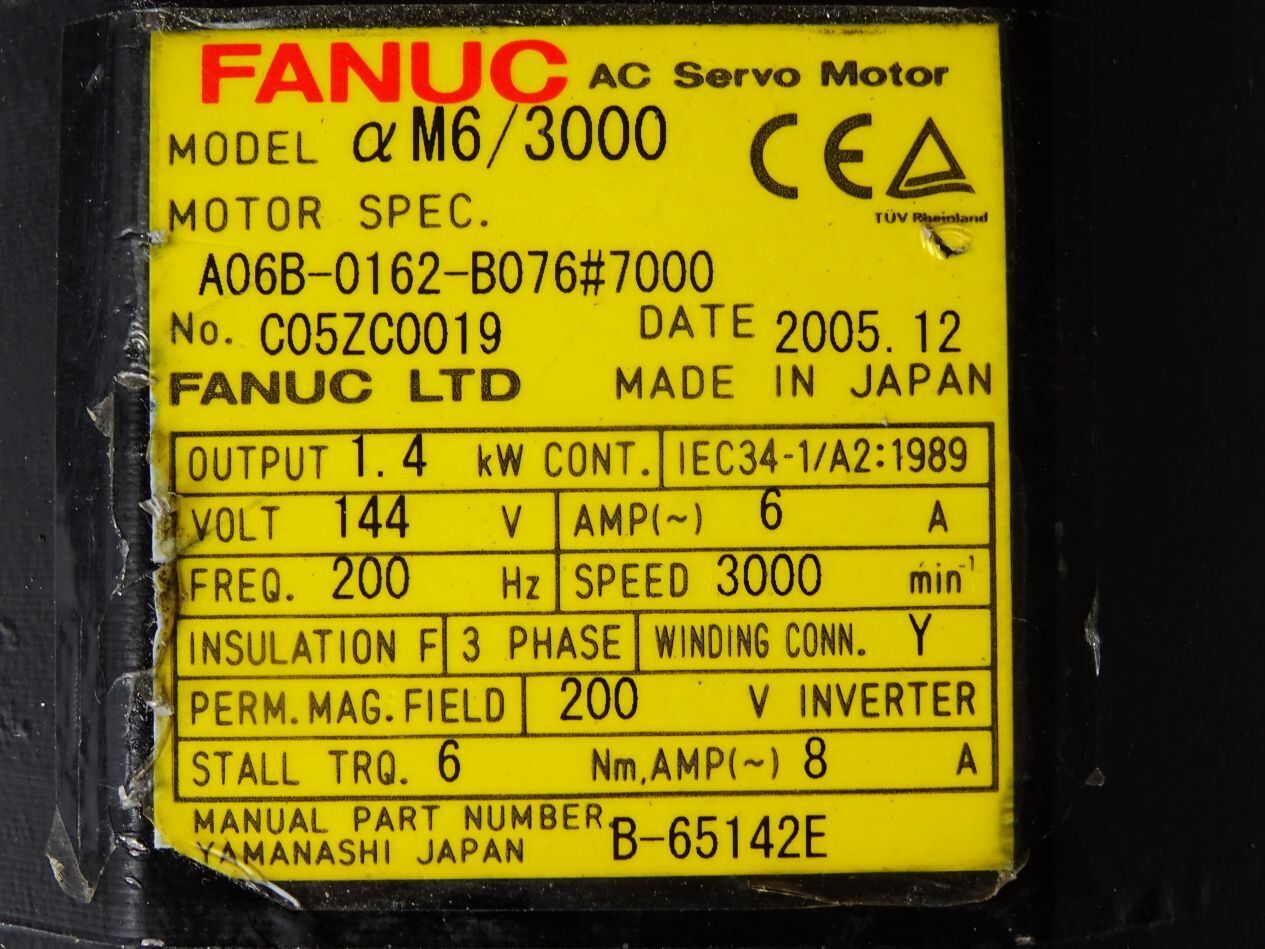 FANUC AC Servo Motor
MODEL αM6/3000
CE
TÜV Rheinland
MOTOR SPEC.
A06B-0162-B076#7000
No. C05ZC0019 DATE 2005.12
FANUC LTD MADE IN JAPAN
OUTPUT 1.4 kW CONT. IEC34-1/A2:1989
VOLT 144 V AMP(~) 6 A
FREQ. 200 Hz SPEED 3000 min⁻¹
INSULATION F 3 PHASE WINDING CONN. Y
PERM.MAG.FIELD 200 V INVERTER
STALL TRQ. 6 Nm,AMP(~) 8 A
MANUAL PART NUMBER B-65142E
YAMANASHI JAPAN